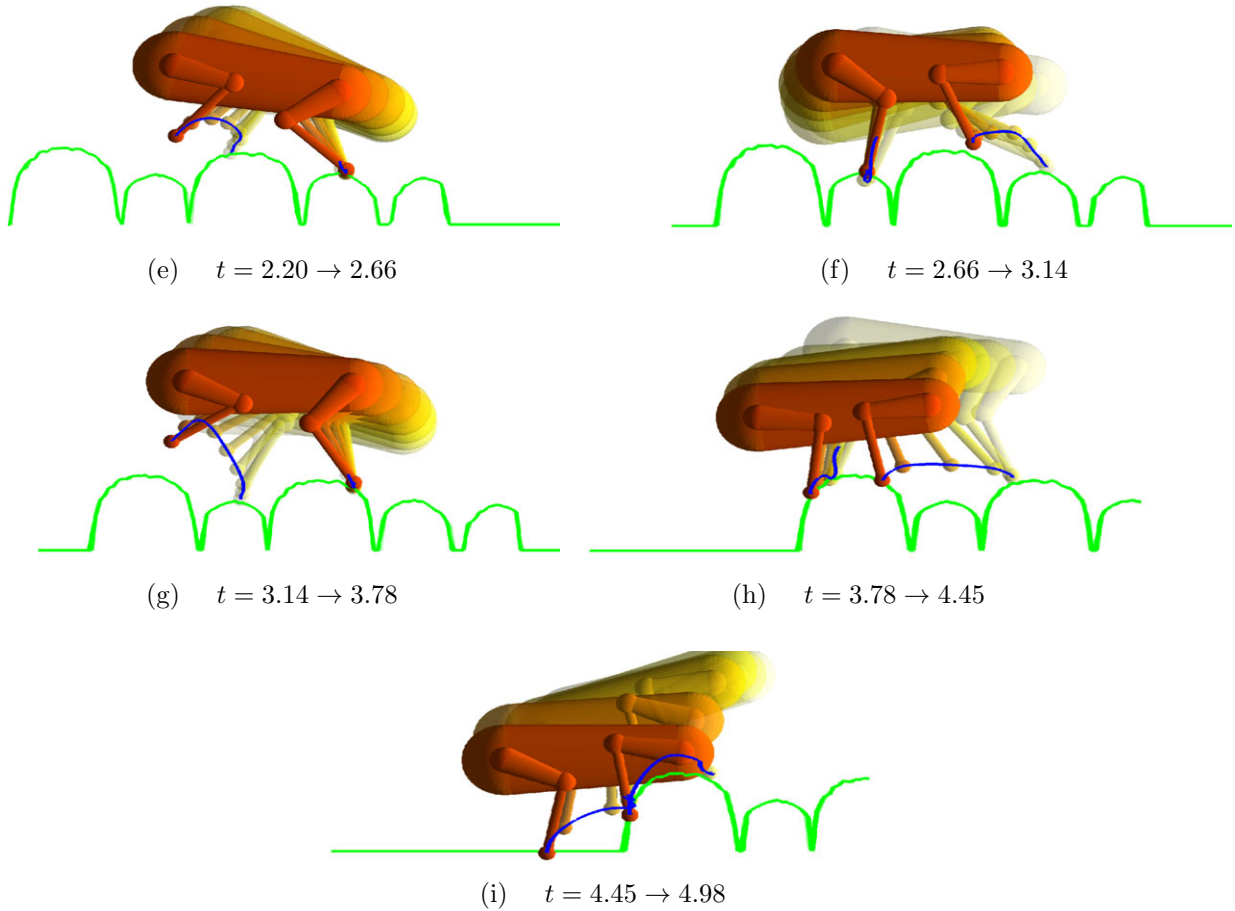 (e) t = 2.20 → 2.66
(f) t = 2.66 → 3.14
(g) t = 3.14 → 3.78
(h) t = 3.78 → 4.45
(i) t = 4.45 → 4.98